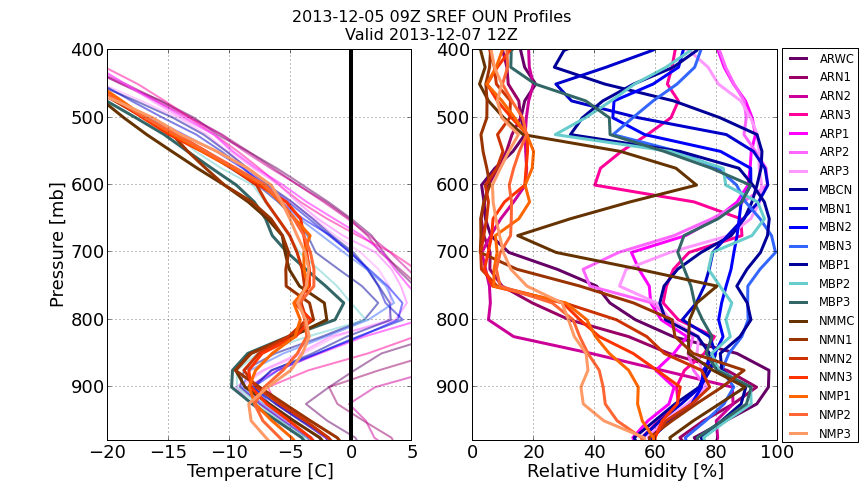 2013-12-05 09Z SREF OUN Profiles
Valid 2013-12-07 12Z
400
500
600
700
800
900
Pressure [mb]
−20
−15
−10
−5
0
5
Temperature [C]
400
500
600
700
800
900
0
20
40
60
80
100
Relative Humidity [%]
ARWC
ARN1
ARN2
ARN3
ARP1
ARP2
ARP3
MBCN
MBN1
MBN2
MBN3
MBP1
MBP2
MBP3
NMMC
NMN1
NMN2
NMN3
NMP1
NMP2
NMP3